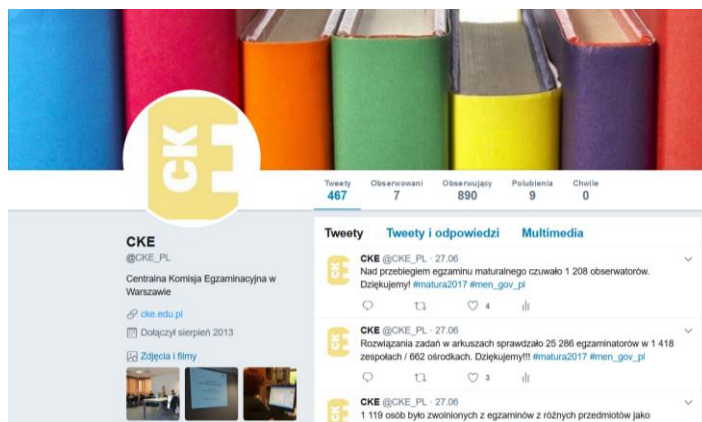 CKE
Tweety Obserwowani Obserwujący Polubienia Chwile
467 7 890 9 0
CKE
@CKE_PL
Centralna Komisja Egzaminacyjna w
Warszawie
cke.edu.pl
Dołączył sierpień 2013
Zdjęcia i filmy
Tweety Tweety i odpowiedzi Multimedia
CKE @CKE_PL · 27.06
Nad przebiegiem egzaminu maturalnego czuwało 1 208 obserwatorów.
Dziękujemy! #matura2017 #men_gov_pl
4
CKE @CKE_PL · 27.06
Rozwiązania zadań w arkuszach sprawdzało 25 286 egzaminatorów w 1 418
zespołach / 662 ośrodkach. Dziękujemy!!! #matura2017 #men_gov_pl
3
CKE @CKE_PL · 27.06
1 119 osób było zwolnionych z egzaminów z różnych przedmiotów jako